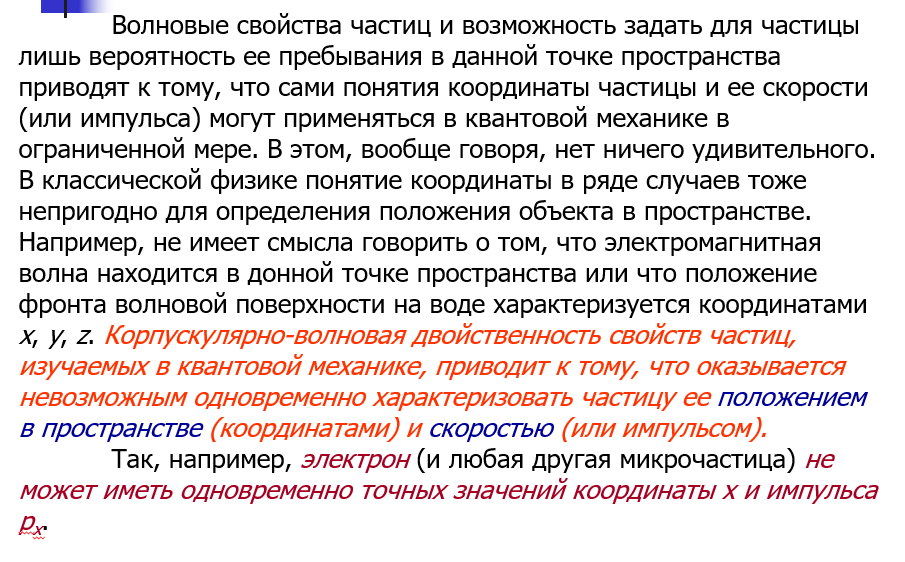 Волновые свойства частиц и возможность задать для частицы
лишь вероятность ее пребывания в данной точке пространства
приводят к тому, что сами понятия координаты частицы и ее скорости
(или импульса) могут применяться в квантовой механике в
ограниченной мере. В этом, вообще говоря, нет ничего удивительного.
В классической физике понятие координаты в ряде случаев тоже
непригодно для определения положения объекта в пространстве.
Например, не имеет смысла говорить о том, что электромагнитная
волна находится в донной точке пространства или что положение
фронта волновой поверхности на воде характеризуется координатами
x, y, z. Корпускулярно-волновая двойственность свойств частиц,
изучаемых в квантовой механике, приводит к тому, что оказывается
невозможным одновременно характеризовать частицу ее положением
в пространстве (координатами) и скоростью (или импульсом).
Так, например, электрон (и любая другая микрочастица) не
может иметь одновременно точных значений координаты x и импульса
pₓ.